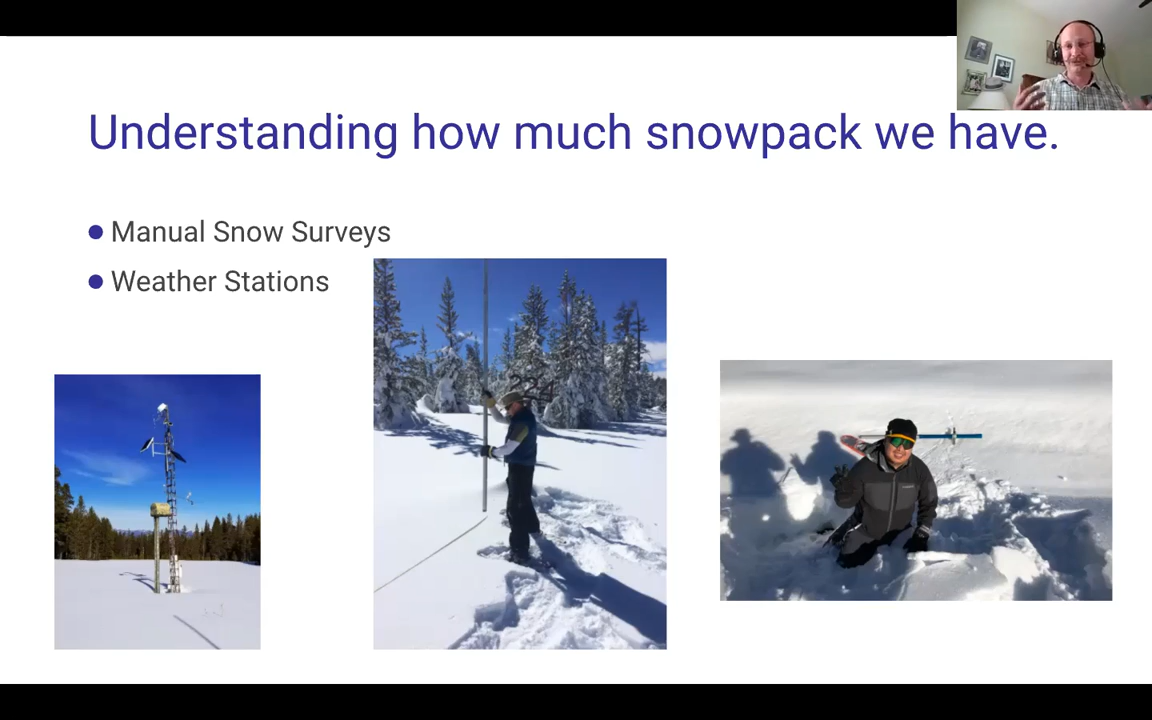 Understanding how much snowpack we have.
Manual Snow Surveys
Weather Stations